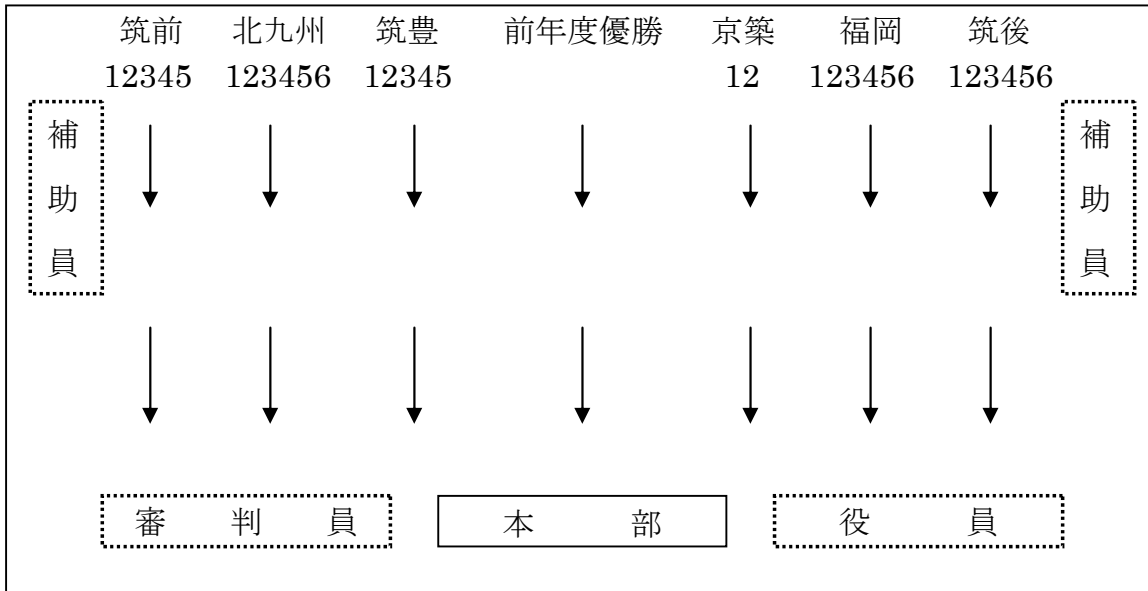 筑前 北九州 筑豊 前年度優勝 京築 福岡 筑後
12345 123456 12345 12 123456 123456
補助員
補助員
審判員 本部 役員